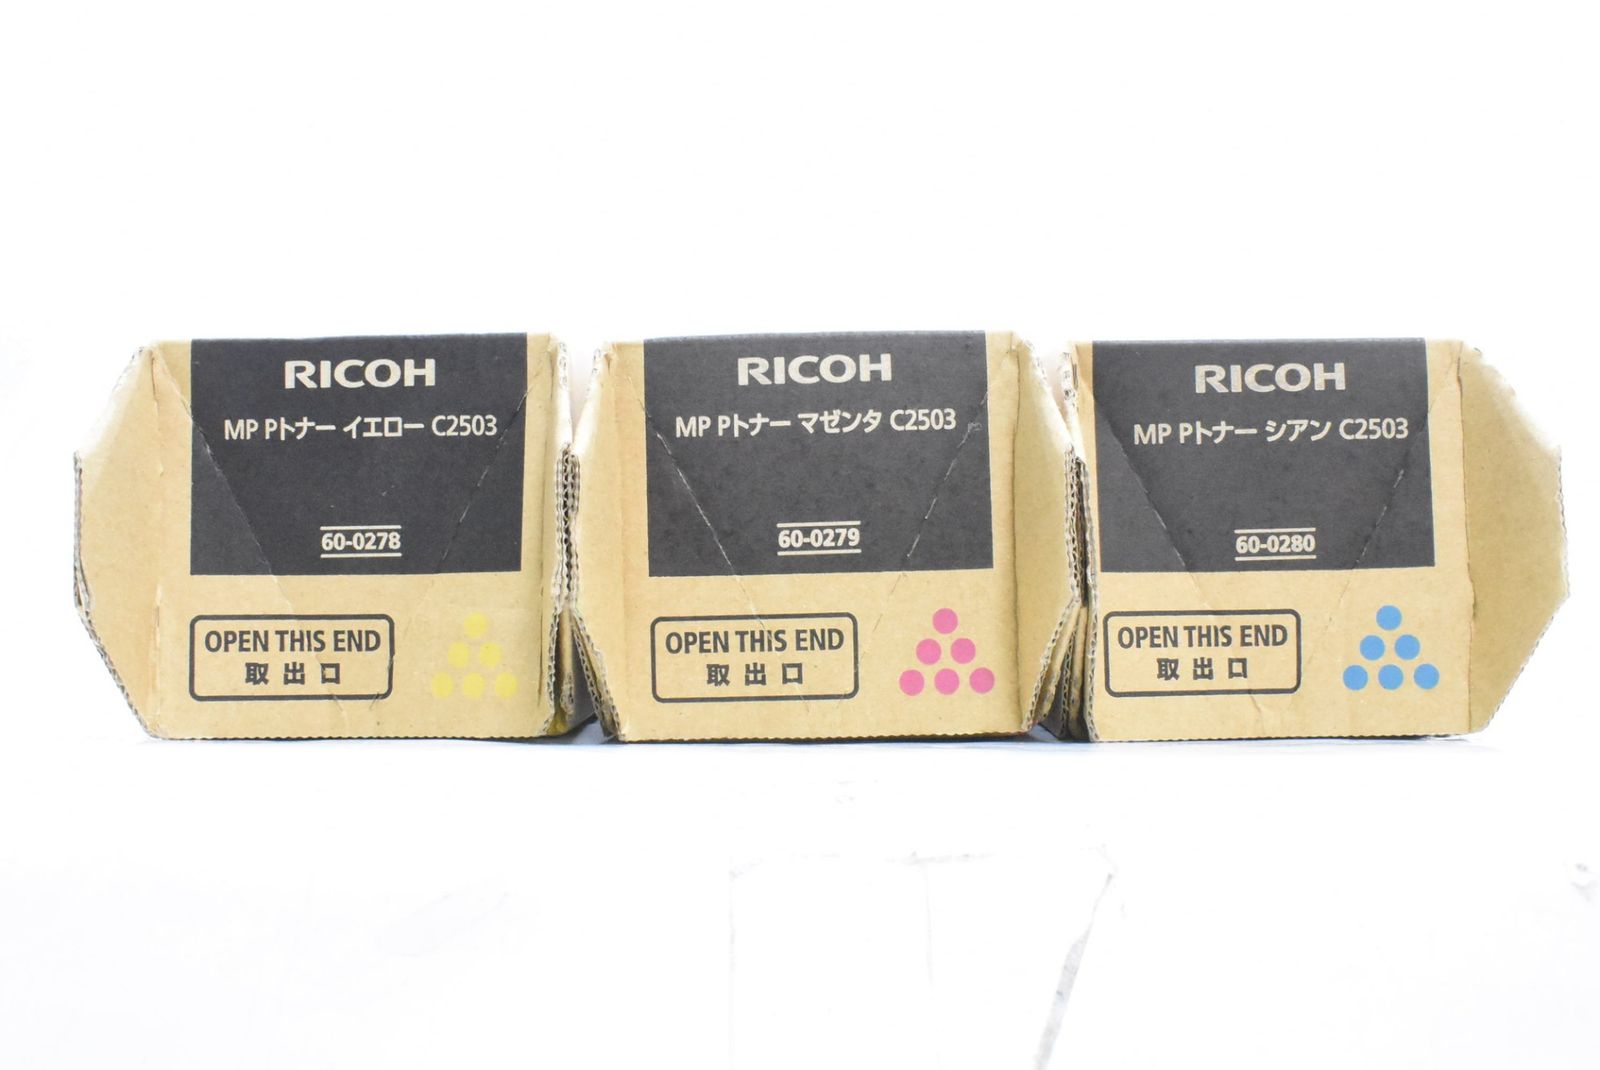 RICOH
MP Pトナー イエロー C2503
60-0278
OPEN THIS END
取出口
RICOH
MP Pトナー マゼンタ C2503
60-0279
OPEN THIS END
取出口
RICOH
MP Pトナー シアン C2503
60-0280
OPEN THIS END
取出口